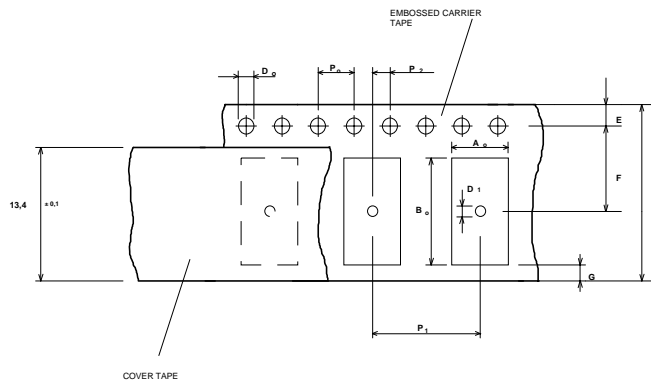 EMBOSSED CARRIER
TAPE
D o
P o
P 2
E
A o
F
D 1
13,4 ± 0,1
B o
G
P 1
COVER TAPE